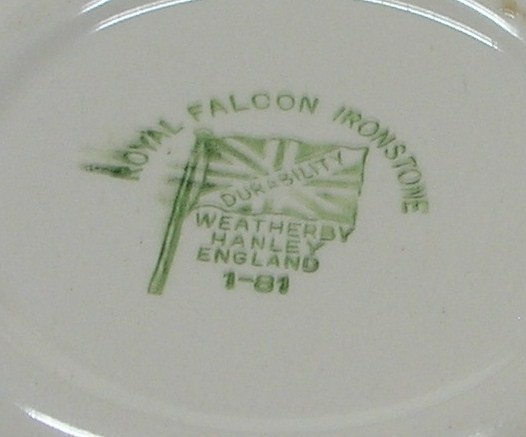 ROYAL FALCON IRONSTONE
DURABILITY
WEATHERBY
HANLEY
ENGLAND
1-81